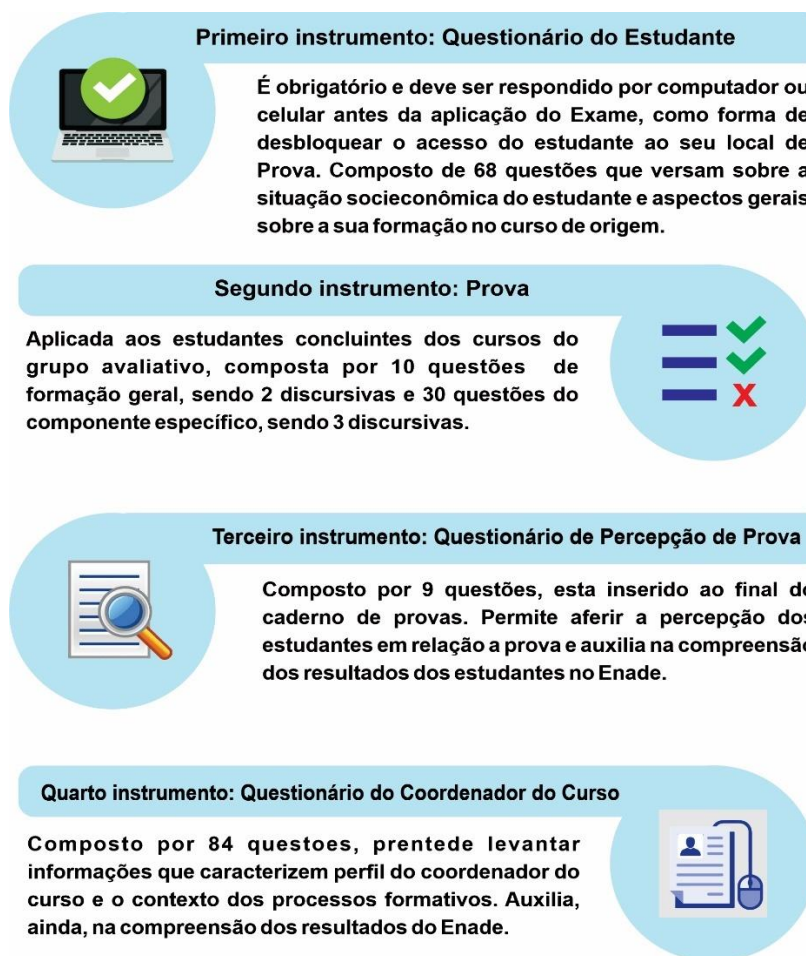 Primeiro instrumento: Questionário do Estudante
É obrigatório e deve ser respondido por computador ou
celular antes da aplicação do Exame, como forma de
desbloquear o acesso do estudante ao seu local de
Prova. Composto de 68 questões que versam sobre a
situação socieconômica do estudante e aspectos gerais
sobre a sua formação no curso de origem.
Segundo instrumento: Prova
Aplicada aos estudantes concluintes dos cursos do
grupo avaliativo, composta por 10 questões de
formação geral, sendo 2 discursivas e 30 questões do
componente específico, sendo 3 discursivas.
Terceiro instrumento: Questionário de Percepção de Prova
Composto por 9 questões, esta inserido ao final do
caderno de provas. Permite aferir a percepção dos
estudantes em relação a prova e auxilia na compreensão
dos resultados dos estudantes no Enade.
Quarto instrumento: Questionário do Coordenador do Curso
Composto por 84 questoes, prentede levantar
informações que caracterizem perfil do coordenador do
curso e o contexto dos processos formativos. Auxilia,
ainda, na compreensão dos resultados do Enade.